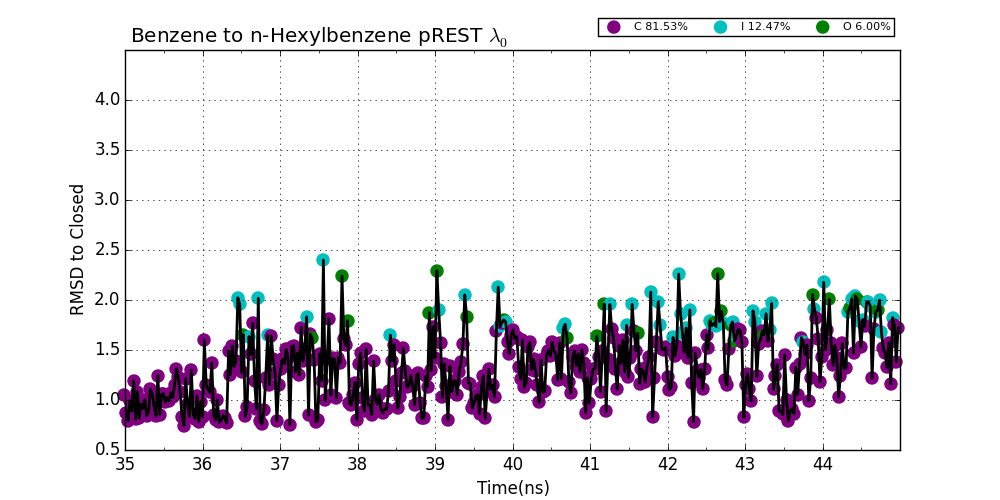 Benzene to n-Hexylbenzene pREST λ0
C 81.53% I 12.47% O 6.00%
RMSD to Closed
4.0
3.5
3.0
2.5
2.0
1.5
1.0
0.5
35 36 37 38 39 40 41 42 43 44
Time(ns)